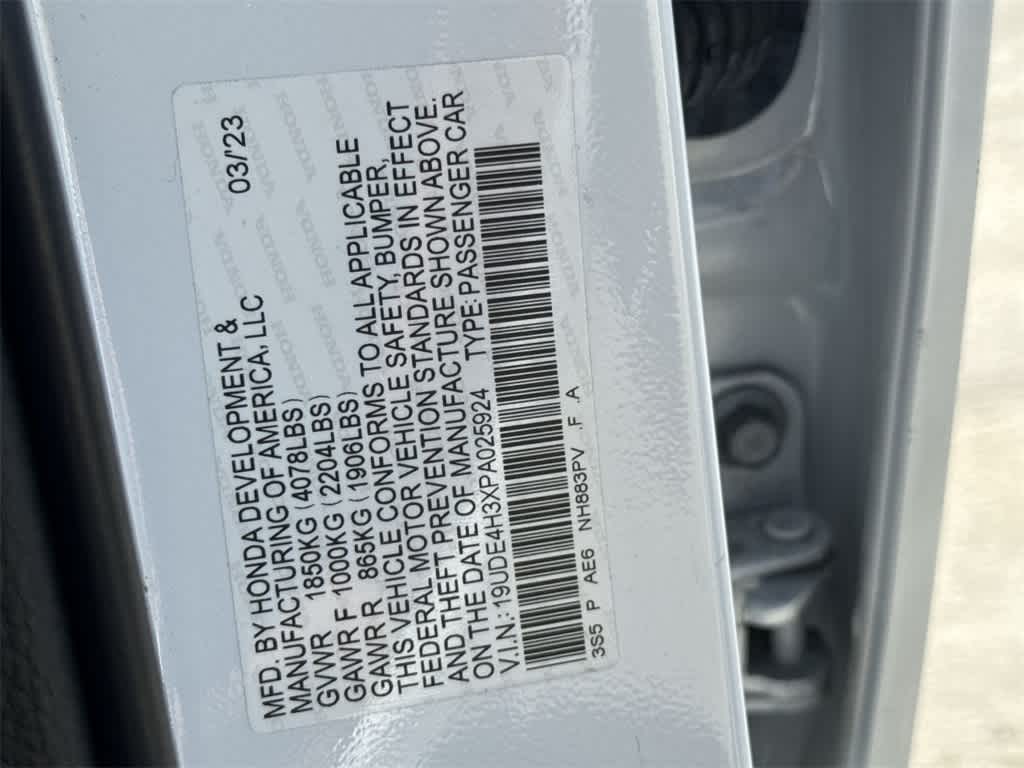 MFD. BY HONDA DEVELOPMENT & 03/'23
MANUFACTURING OF AMERICA, LLC
GVWR 1850KG (4078LBS)
GAWR F 1000KG (2204LBS)
GAWR R 865KG (1906LBS)
THIS VEHICLE CONFORMS TO ALL APPLICABLE
FEDERAL MOTOR VEHICLE SAFETY, BUMPER,
AND THEFT PREVENTION STANDARDS IN EFFECT
ON THE DATE OF MANUFACTURE SHOWN ABOVE.
V.I.N.: 19UDE4H3XPA025924 TYPE: PASSENGER CAR
3S5 P AE6 NH883PV .F .A